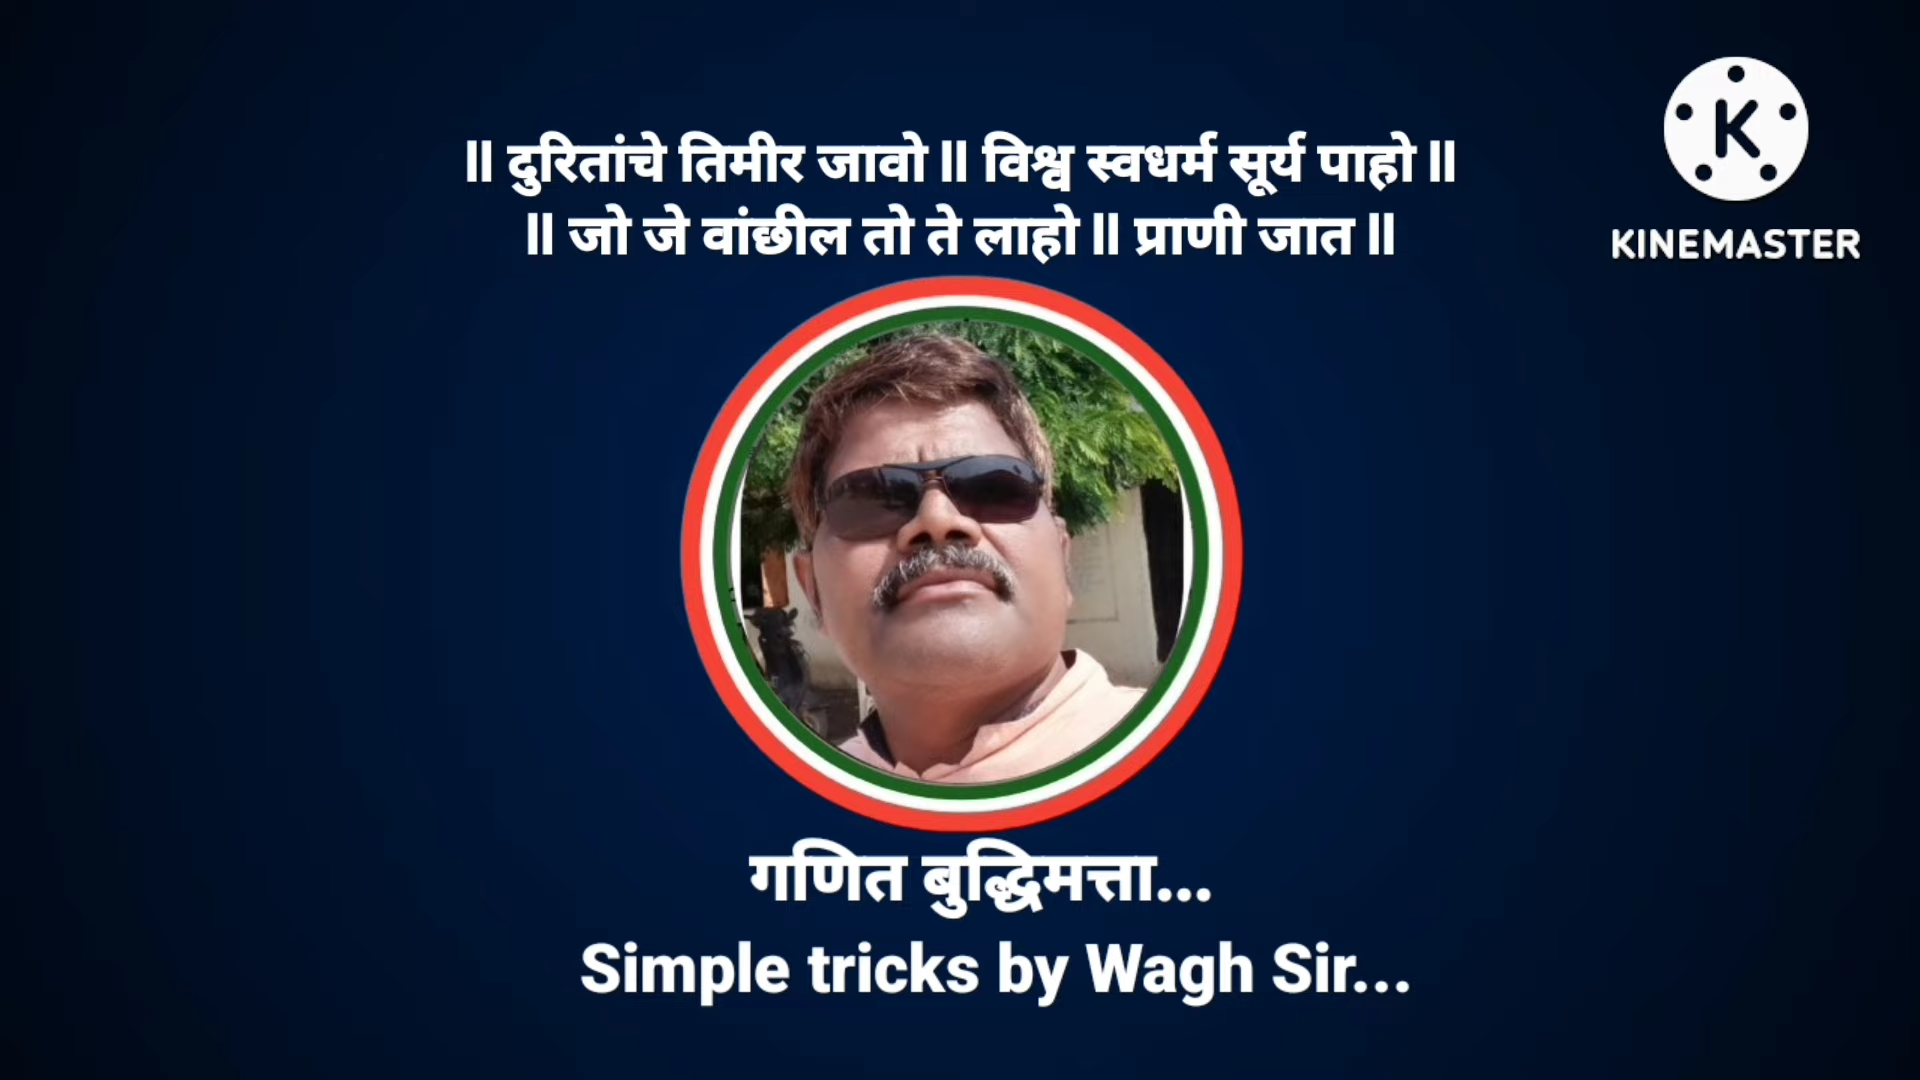 ॥ दुरितांचे तिमीर जावो ॥ विश्व स्वधर्म सूर्य पाहो ॥
॥ जो जे वांछील तो ते लाहो ॥ प्राणी जात ॥
K
KINEMASTER
गणित बुद्धिमत्ता...
Simple tricks by Wagh Sir...